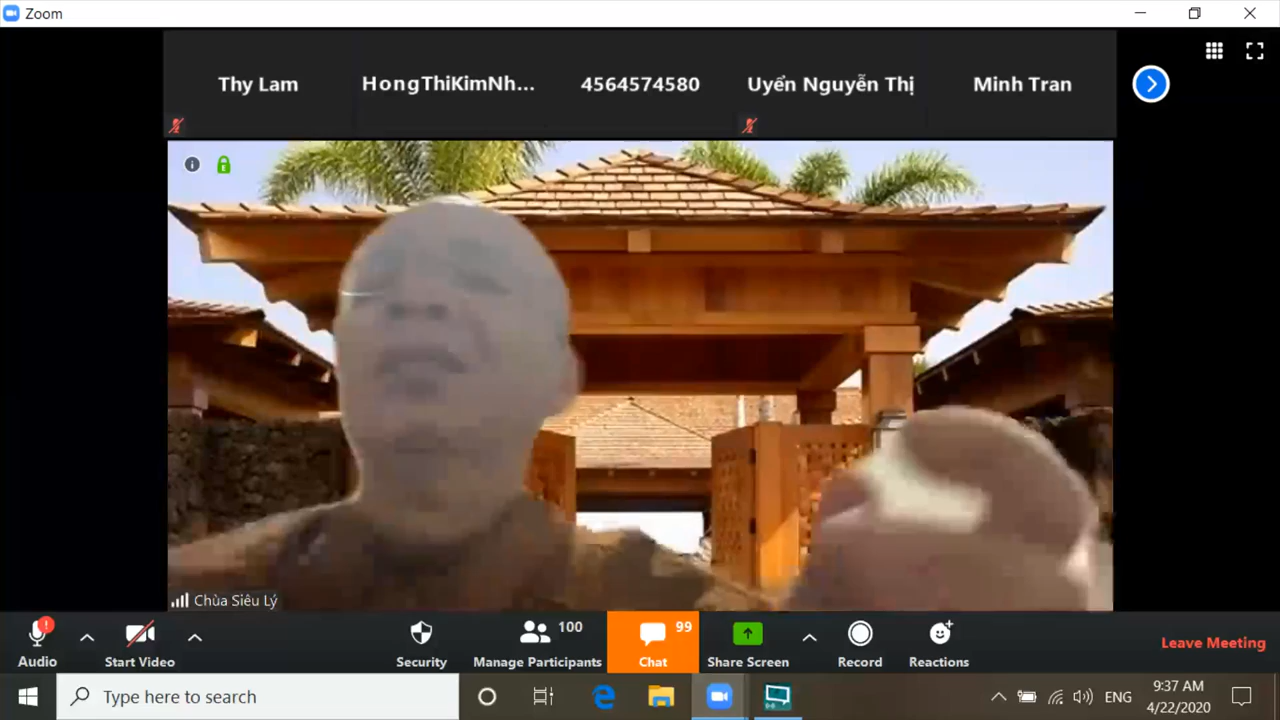 Zoom
Thy Lam
HongThiKimNh...
4564574580
Uyển Nguyễn Thị
Minh Tran
Chùa Siêu Lý
Audio
Start Video
Security
100
Manage Participants
99
Chat
Share Screen
Record
Reactions
Leave Meeting
Type here to search
ENG
9:37 AM
4/22/2020